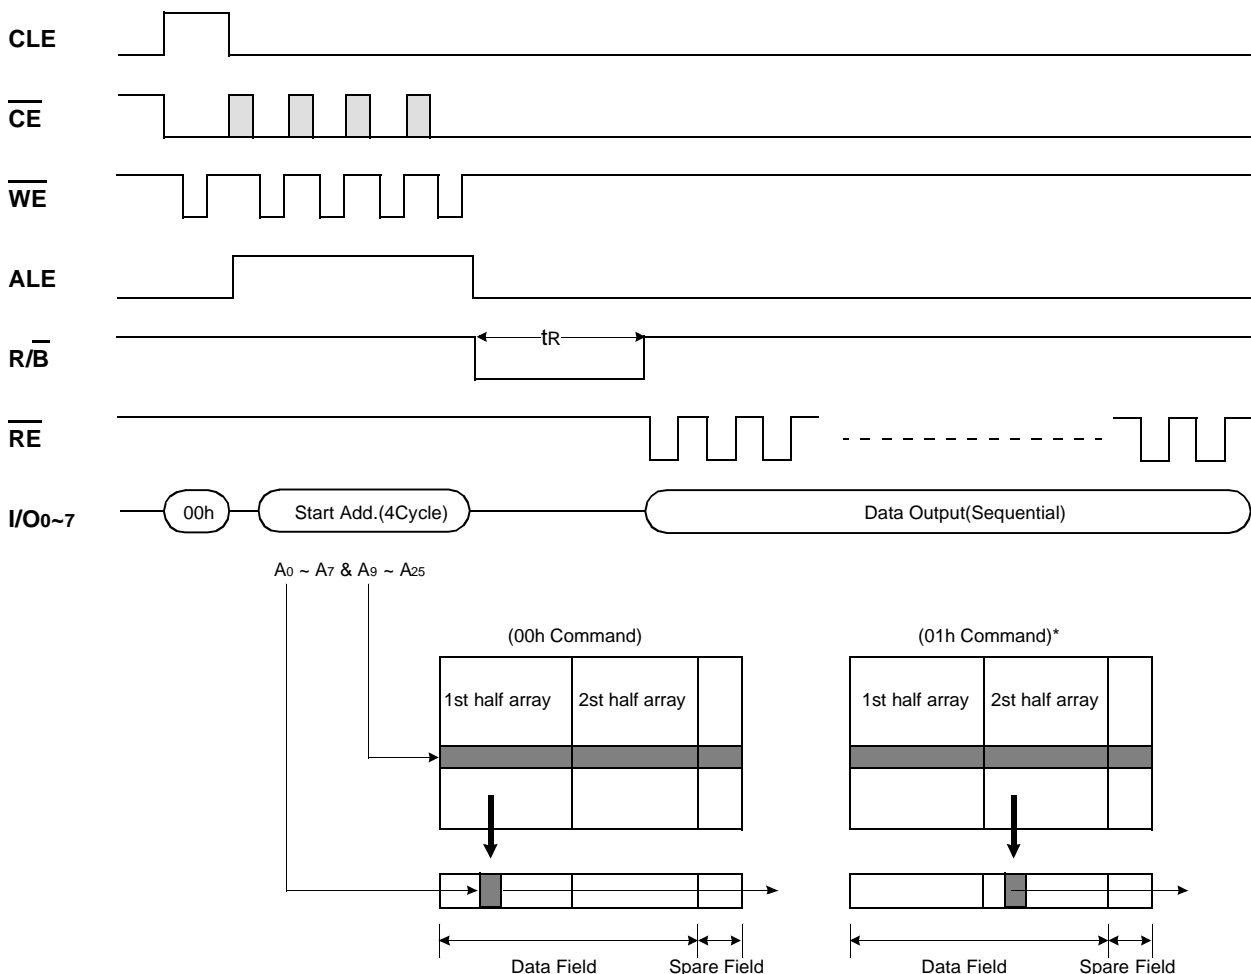 CLE
CE
WE
ALE
R/B
tR
RE
I/O0~7
00h
Start Add.(4Cycle)
Data Output(Sequential)
A0 ~ A7 & A9 ~ A25
(00h Command)
(01h Command)*
1st half array
2st half array
1st half array
2st half array
Data Field
Spare Field
Data Field
Spare Field